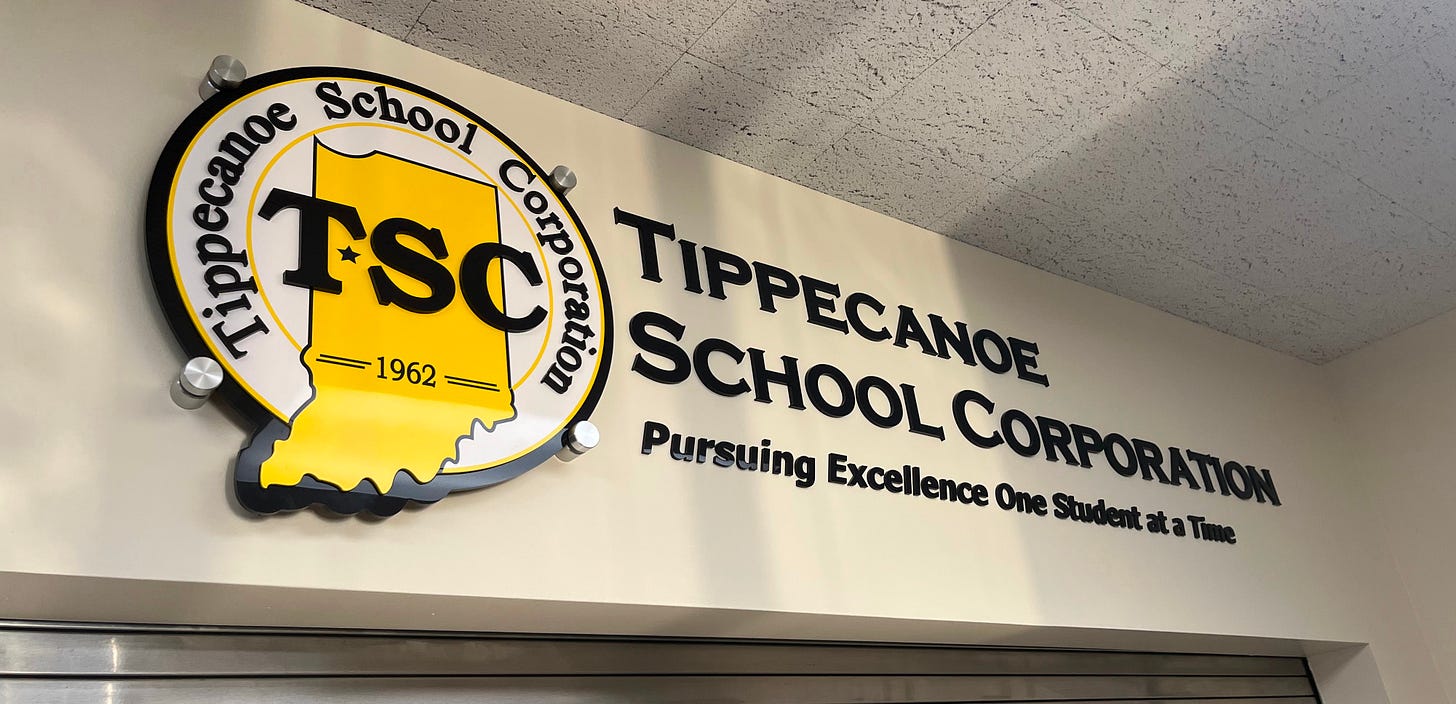 Tippecanoe School Corporation
TSC
1962
TIPPECANOE
SCHOOL CORPORATION
Pursuing Excellence One Student at a Time